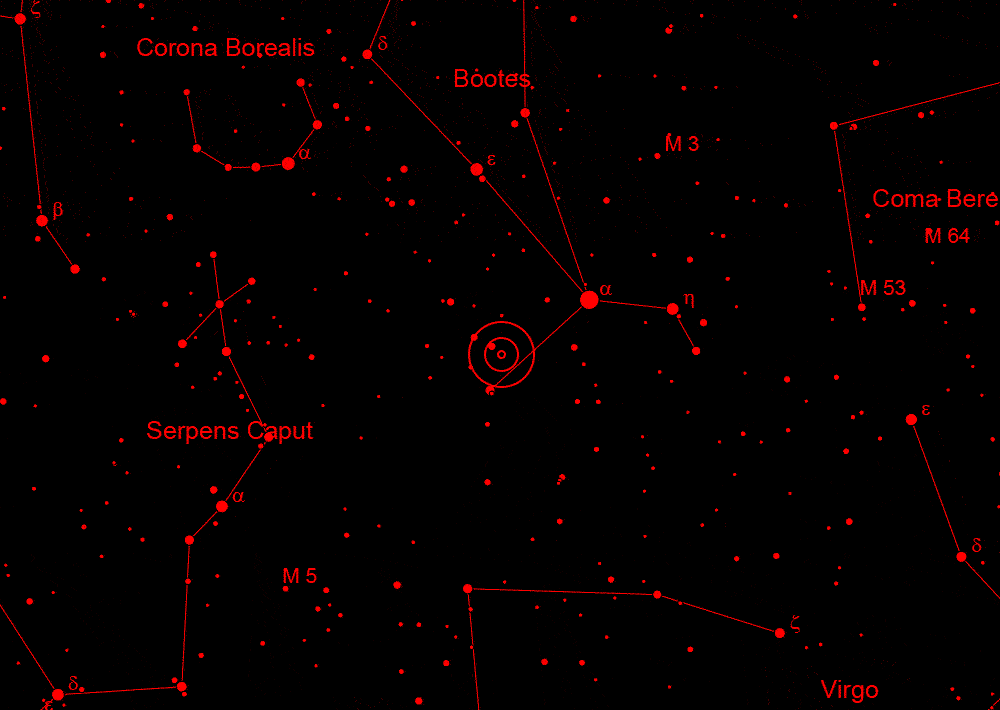 ζ
δ
Corona Borealis
Bootes
M 3
α
ε
Coma Bere
β
M 64
M 53
α
η
ε
Serpens Caput
α
δ
M 5
ζ
δ
ε
Virgo